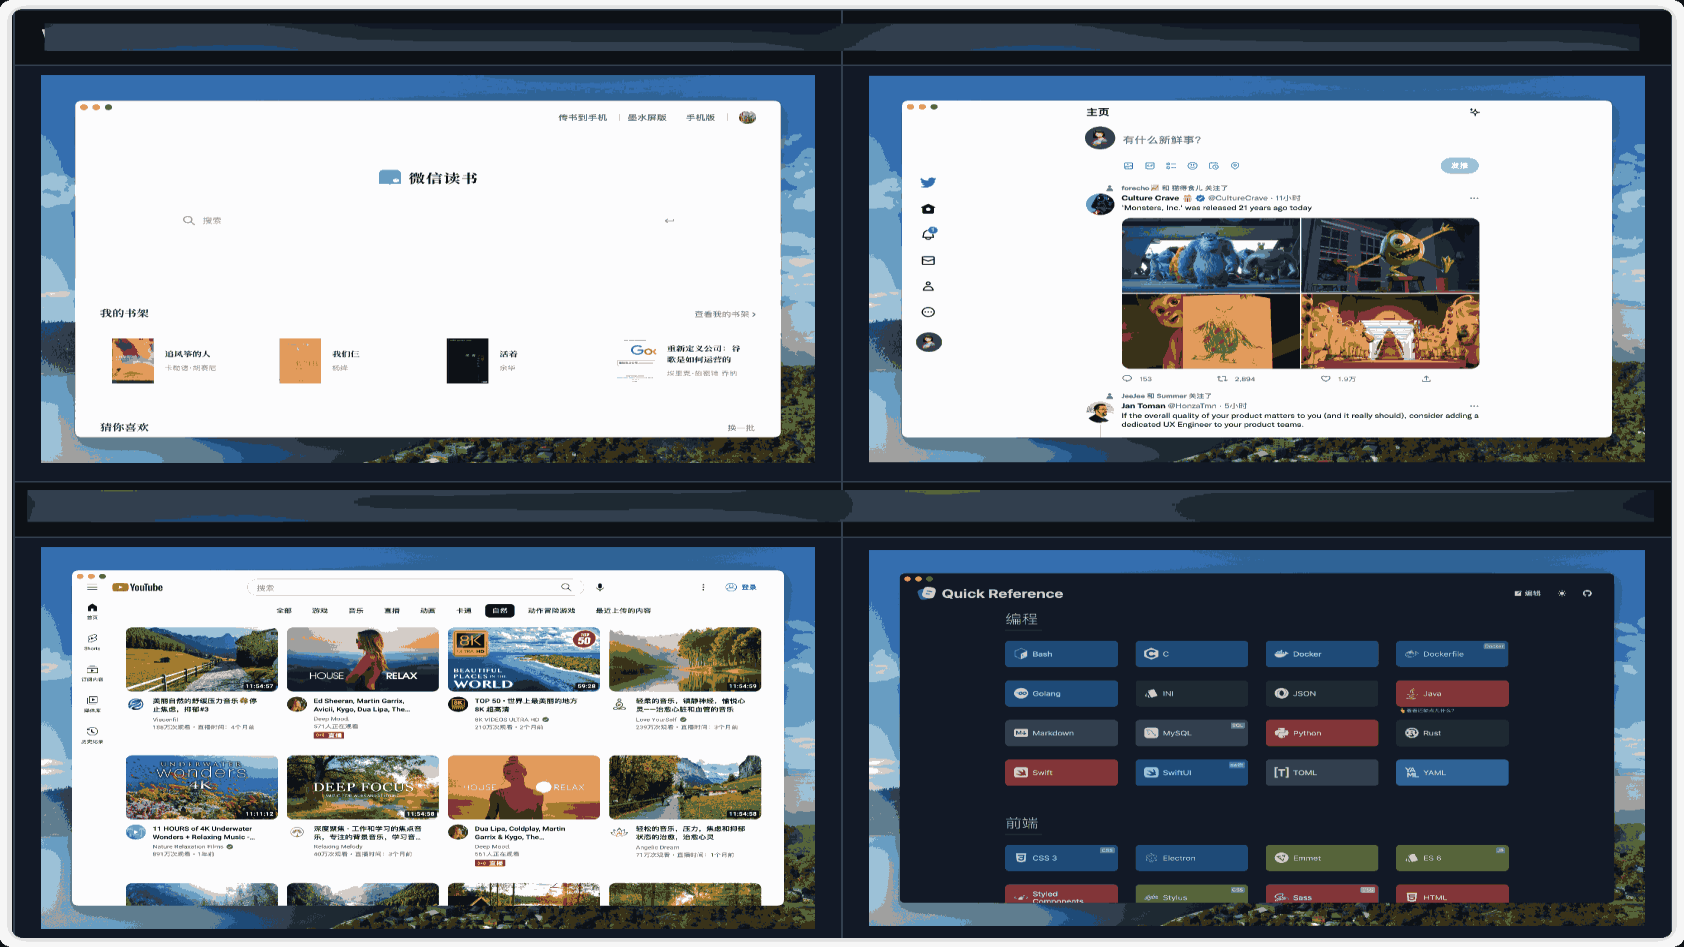 传书到手机 | 墨水屏版 手机版 |
微信读书
搜索
我的书架
查看我的书架 >
追风筝的人
卡勒德·胡赛尼
我们仨
杨绛
活着
余华
重新定义公司：谷
歌是如何运营的
埃里克·施密特 乔纳
猜你喜欢
换一批
主页
有什么新鲜事？
发推
forecho 和 猫得食儿 关注了
Culture Crave @CultureCrave · 11小时
'Monsters, Inc.' was released 21 years ago today
153
2,894
1.9万
JeeJee 和 Summer 关注了
Jan Toman @HonzaTmn · 5小时
If the overall quality of your product matters to you (and it really should), consider adding a
dedicated UX Engineer to your product teams.
YouTube
搜索
登录
全部 游戏 音乐 直播 动画 卡通 自然 动作冒险游戏 最近上传的内容
首页
Shorts
订阅内容
媒体库
历史记录
11:54:57
HOUSE RELAX
8K
ULTRA HD
TOP
50
BEAUTIFUL
PLACES IN THE
WORLD
59:28
11:54:59
美丽自然的舒缓压力音乐 停
止焦虑，抑郁#3
Visuenfil
186万次观看 · 直播时间：4个月前
Ed Sheeran, Martin Garrix,
Avicii, Kygo, Dua Lipa, The...
Deep Mood.
571人正在观看
直播
TOP 50 · 世界上最美丽的地方
8K 超高清
8K VIDEOS ULTRA HD
210万次观看 · 2个月前
轻柔的音乐，镇静神经，愉悦心
灵——治愈心脏和血管的音乐
Love YourSelf
239万次观看 · 直播时间：3个月前
UNDERWATER
wonders
4K
11:11:12
DEEP FOCUS
11:54:58
HOUSE RELAX
11:54:58
11 HOURS of 4K Underwater
Wonders + Relaxing Music -...
Nature Relaxation Films
891万次观看 · 1年前
深度聚焦 - 工作和学习的焦点音
乐，专注的背景音乐，学习音...
Relaxing Melody
60万次观看 · 直播时间：3个月前
Dua Lipa, Coldplay, Martin
Garrix & Kygo, The...
Deep Mood.
561人正在观看
直播
轻松的音乐，压力，焦虑和抑郁
状态的治愈，治愈心灵
Angelic Dream
71万次观看 · 直播时间：1个月前
Quick Reference
编辑
编程
Bash
C
Docker
Dockerfile
Docker
Golang
INI
JSON
Java
Markdown
MySQL
SQL
Python
Rust
Swift
SwiftUI
Swift
TOML
YAML
前端
CSS 3
CSS
Electron
Emmet
ES 6
JS
Styled
Components
Stylus
CSS
Sass
CSS
HTML